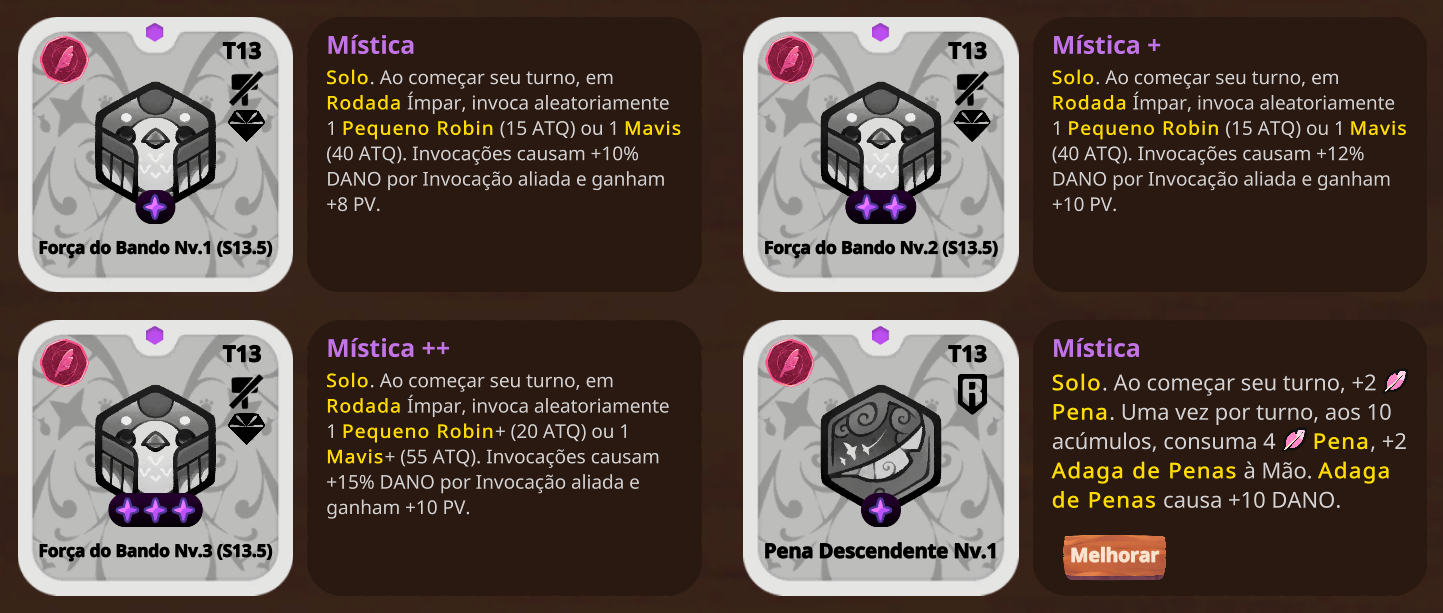 T13
Força do Bando Nv.1 (S13.5)
Mística
Solo. Ao começar seu turno, em
Rodada Ímpar, invoca aleatoriamente
1 Pequeno Robin (15 ATQ) ou 1 Mavis
(40 ATQ). Invocações causam +10%
DANO por Invocação aliada e ganham
+8 PV.
T13
Força do Bando Nv.2 (S13.5)
Mística +
Solo. Ao começar seu turno, em
Rodada Ímpar, invoca aleatoriamente
1 Pequeno Robin (15 ATQ) ou 1 Mavis
(40 ATQ). Invocações causam +12%
DANO por Invocação aliada e ganham
+10 PV.
T13
Força do Bando Nv.3 (S13.5)
Mística ++
Solo. Ao começar seu turno, em
Rodada Ímpar, invoca aleatoriamente
1 Pequeno Robin+ (20 ATQ) ou 1
Mavis+ (55 ATQ). Invocações causam
+15% DANO por Invocação aliada e
ganham +10 PV.
T13
R
Pena Descendente Nv.1
Mística
Solo. Ao começar seu turno, +2
Pena. Uma vez por turno, aos 10
acúmulos, consuma 4 Pena, +2
Adaga de Penas à Mão. Adaga
de Penas causa +10 DANO.
Melhorar